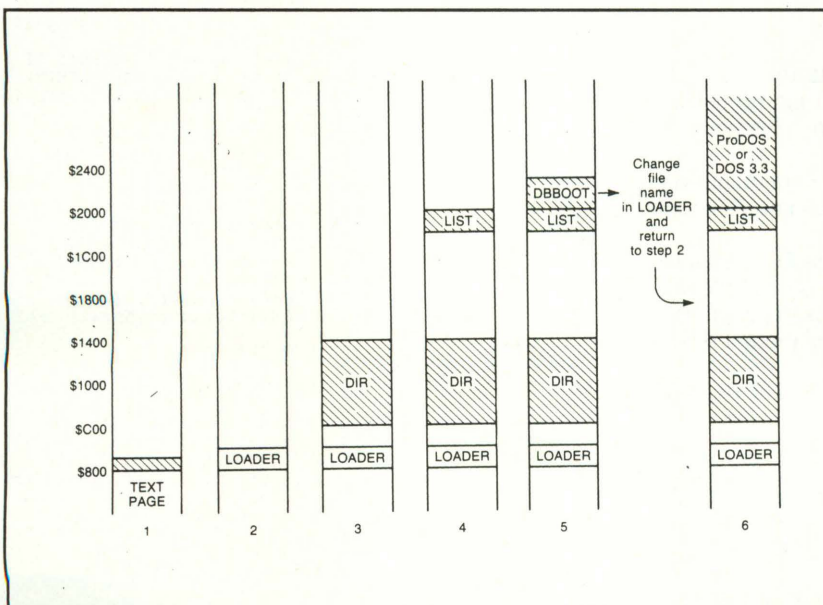 $2400
$2000
$1C00
$1800
$1400
$1000
$C00
$800
TEXT
PAGE
1
LOADER
2
DIR
LOADER
3
LIST
DIR
LOADER
4
DBBOOT
LIST
DIR
LOADER
5
Change
file
name
in LOADER
and
return
to step 2
ProDOS
or
DOS 3.3
LIST
DIR
LOADER
6